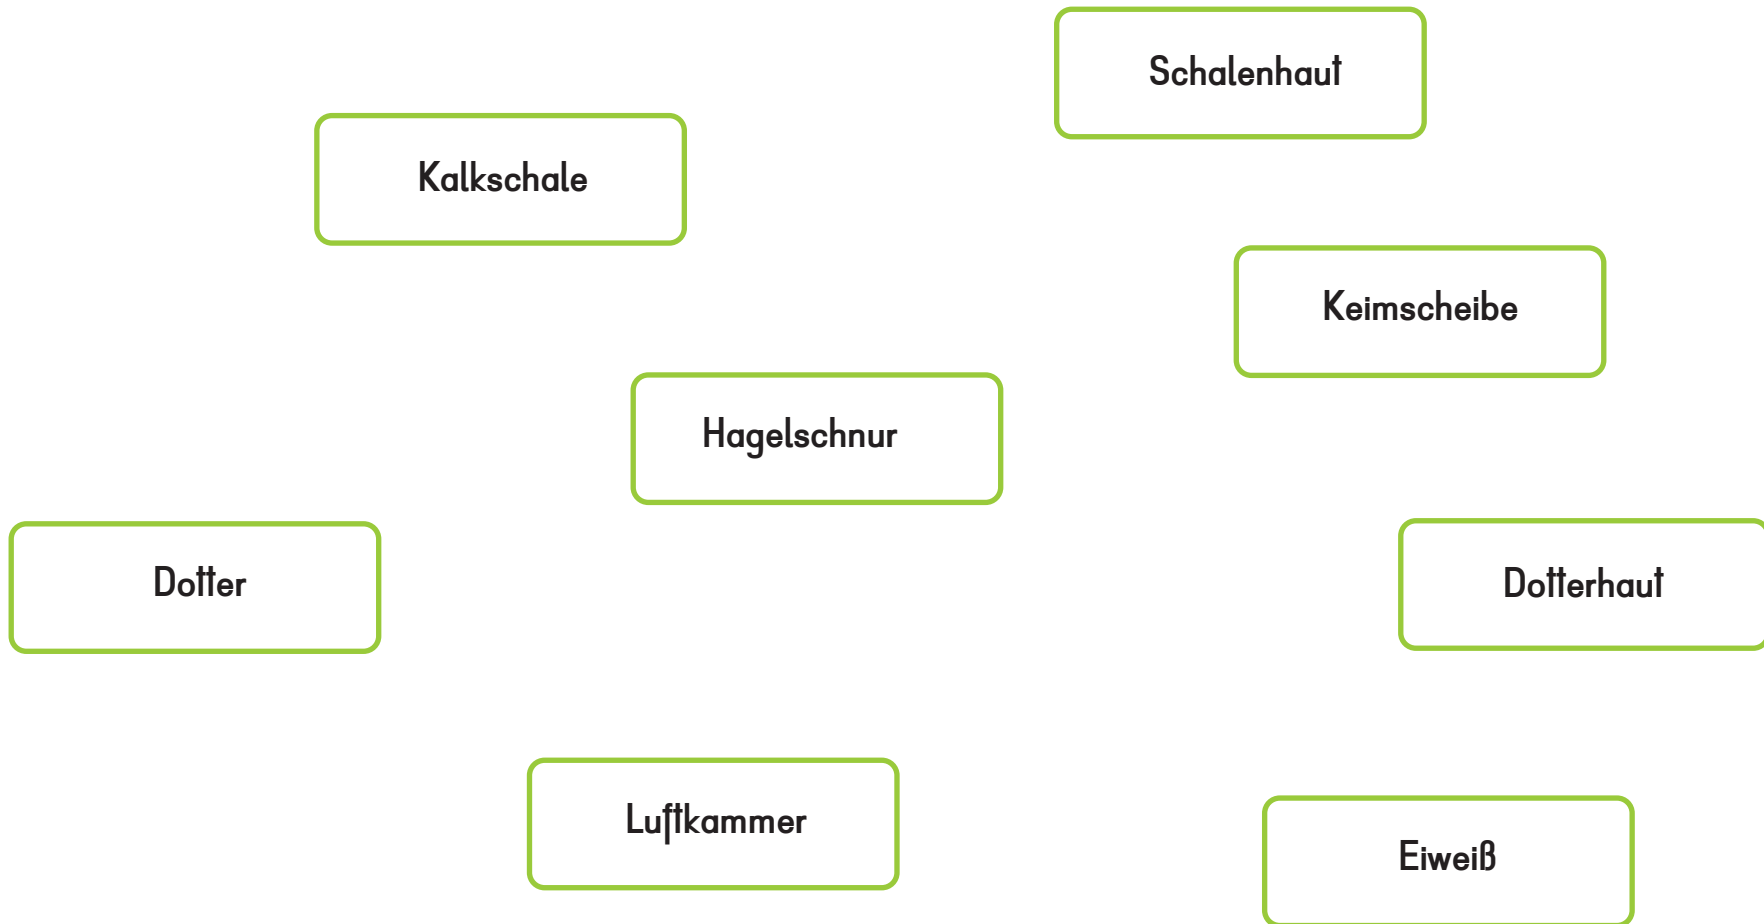 Schalenhaut
Kalkschale
Keimscheibe
Hagelschnur
Dotter
Dotterhaut
Luftkammer
Eiweiß